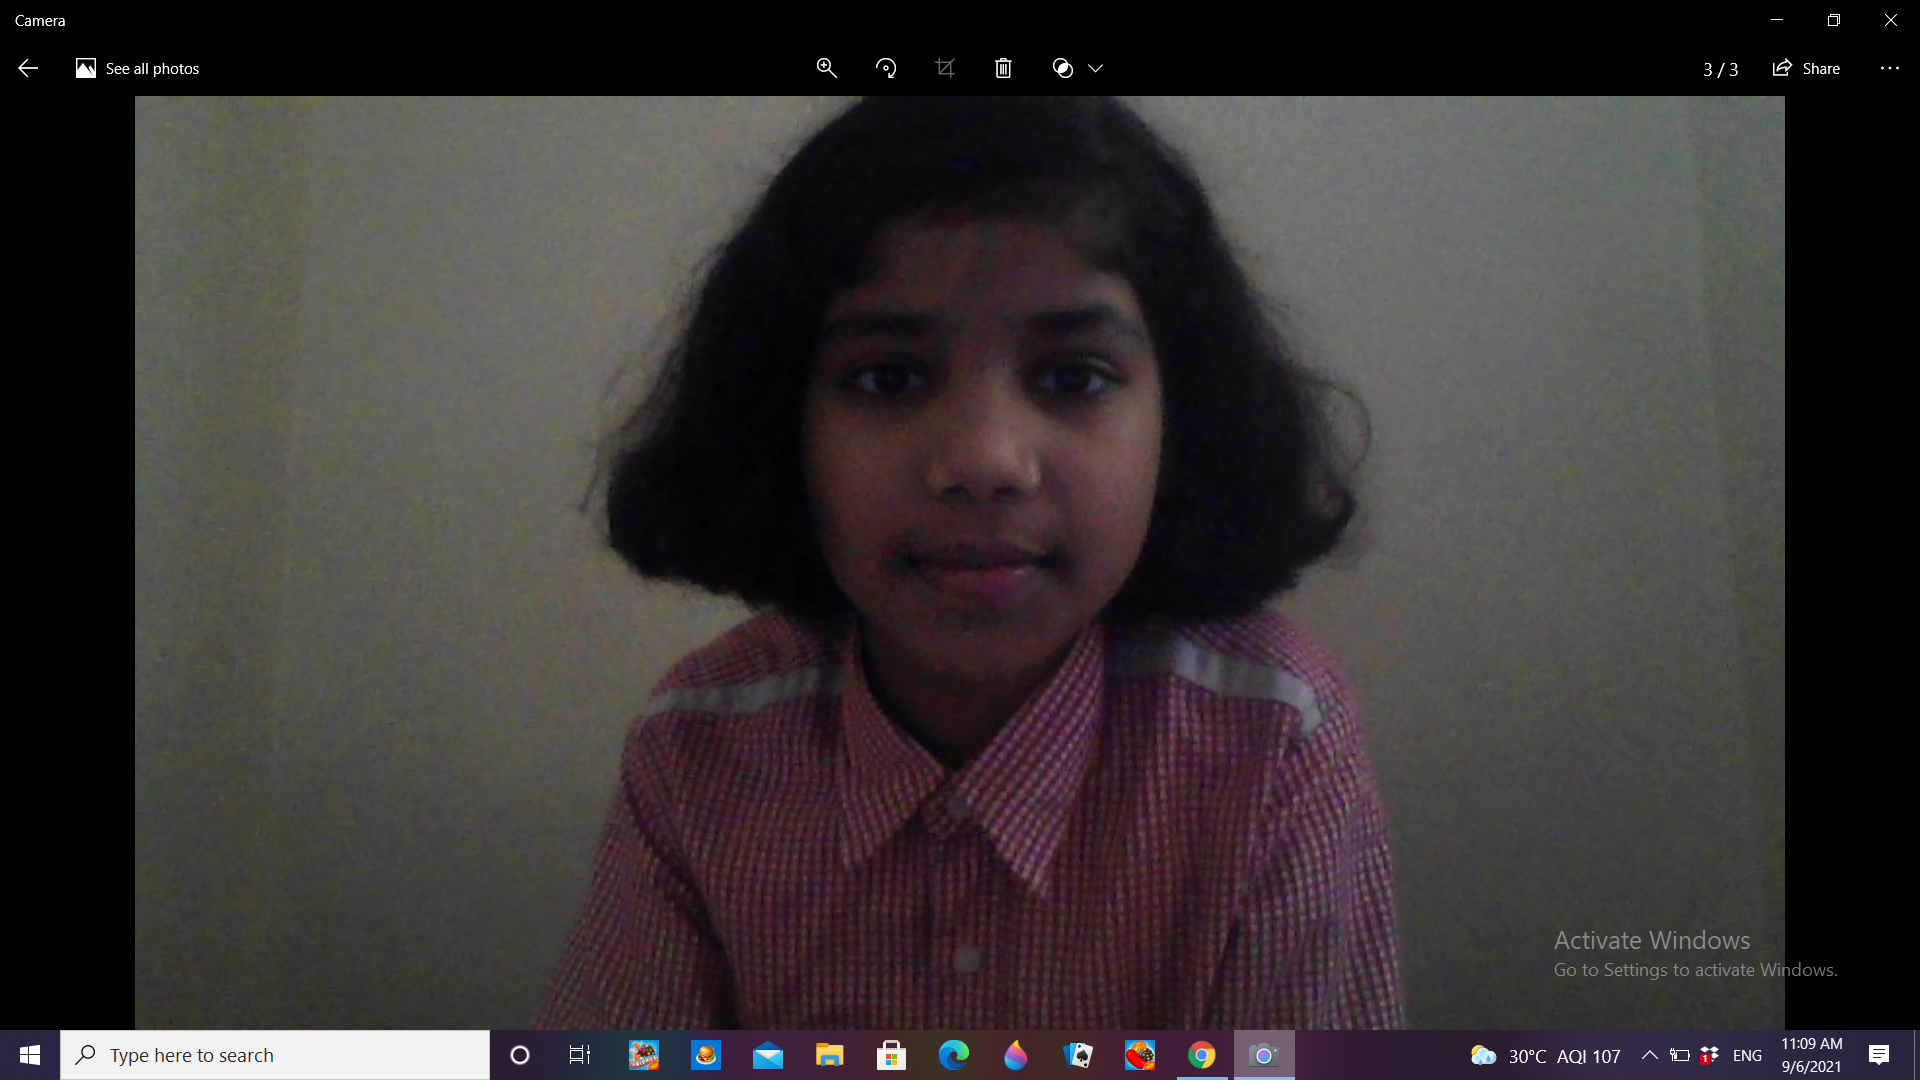 Camera
See all photos
3 / 3
Share
Activate Windows
Go to Settings to activate Windows.
Type here to search
30°C AQI 107
1
ENG
11:09 AM
9/6/2021